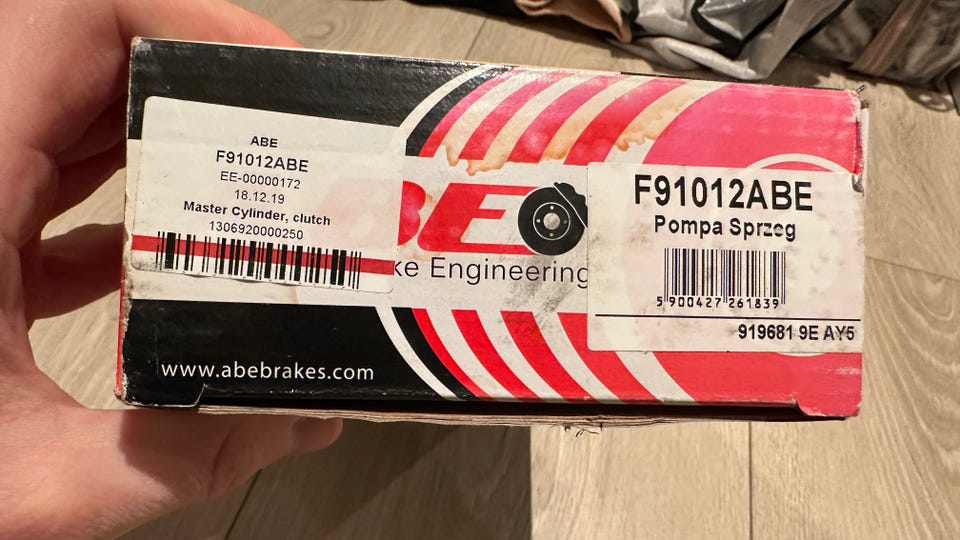 ABE
F91012ABE
EE-00000172
18.12.19
Master Cylinder, clutch
1306920000250
BE
ke Engineering
www.abebrakes.com
F91012ABE
Pompa Sprzeg
5 900427 261839
919681 9E AY5